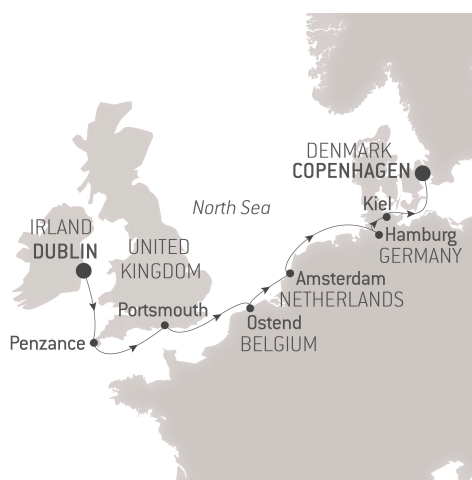 DENMARK
COPENHAGEN
Kiel
North Sea
IRLAND
DUBLIN
UNITED
KINGDOM
Hamburg
GERMANY
Amsterdam
NETHERLANDS
Portsmouth
Ostend
BELGIUM
Penzance